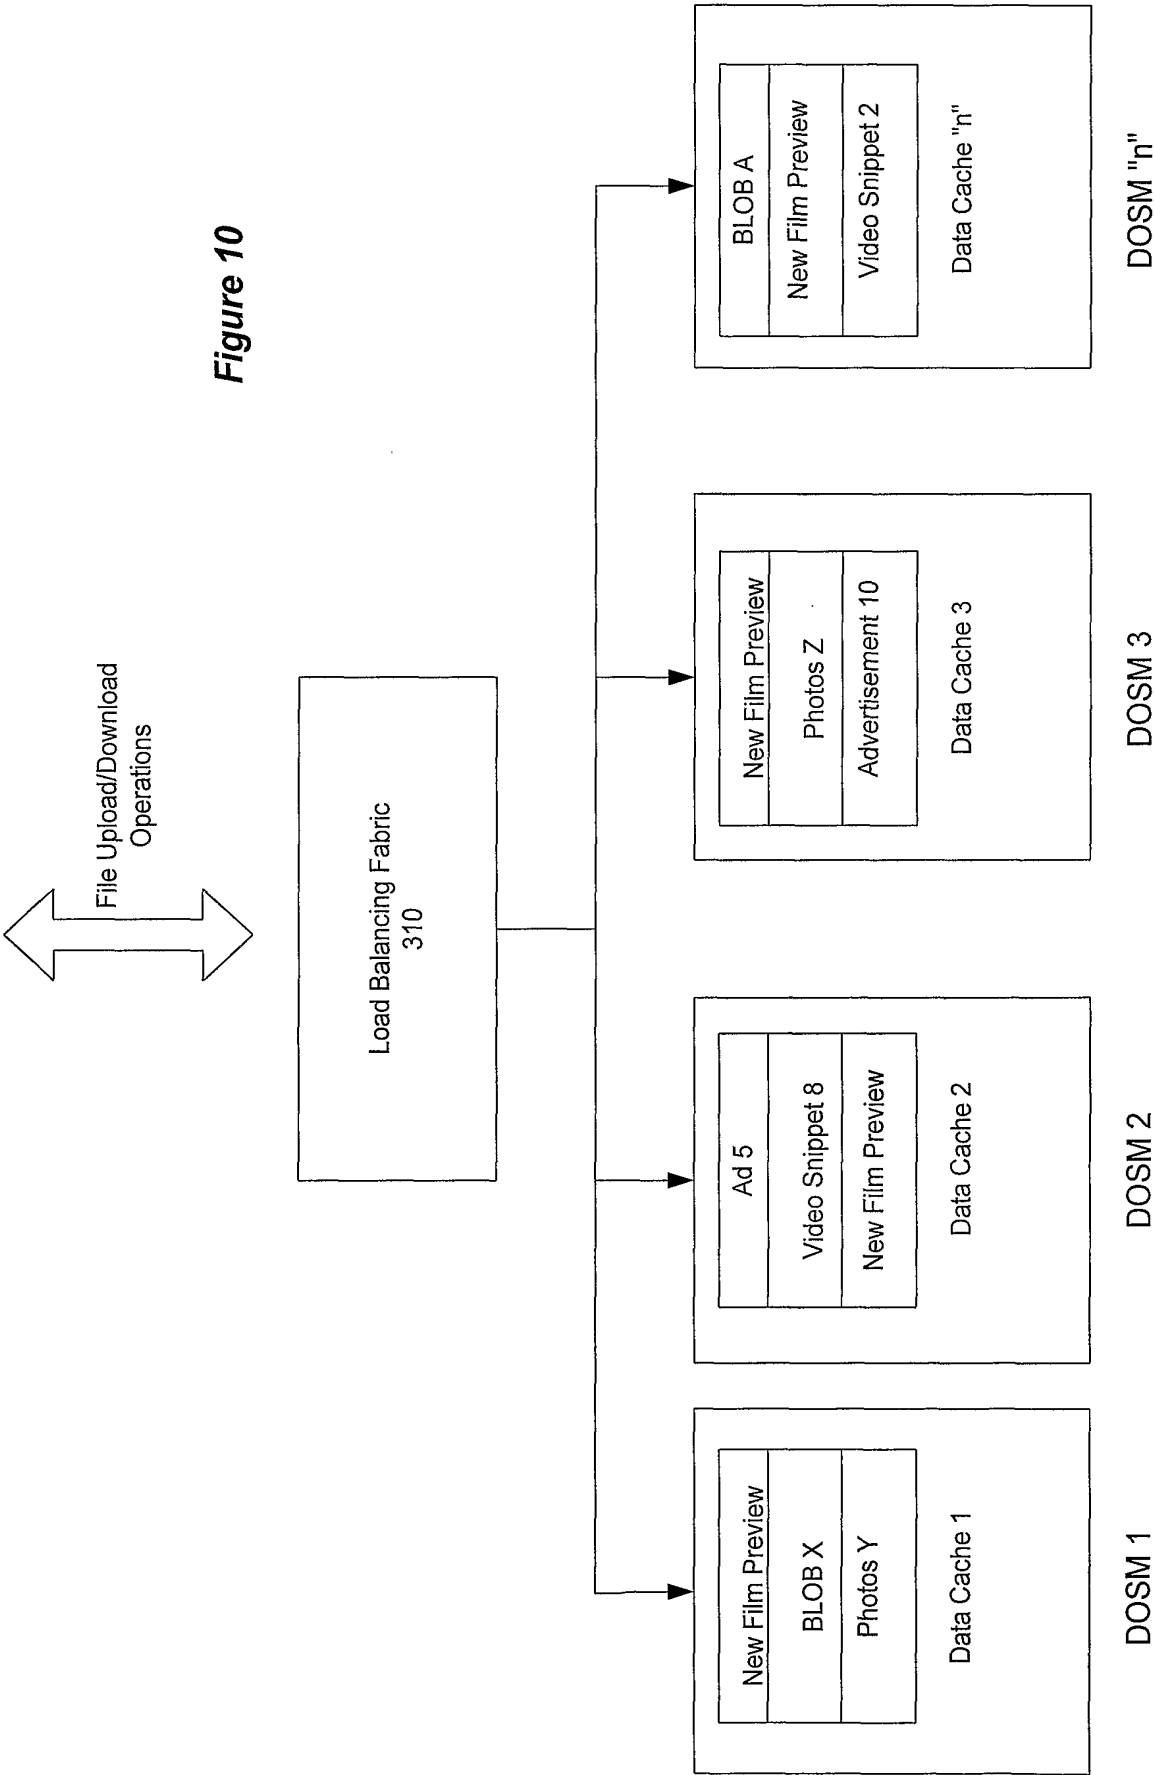 File Upload/Download
Operations
Figure 10
Load Balancing Fabric
310
New Film Preview
BLOB X
Photos Y
Data Cache 1
DOSM 1
Ad 5
Video Snippet 8
New Film Preview
Data Cache 2
DOSM 2
New Film Preview
Photos Z
Advertisement 10
Data Cache 3
DOSM 3
BLOB A
New Film Preview
Video Snippet 2
Data Cache "n"
DOSM "n"